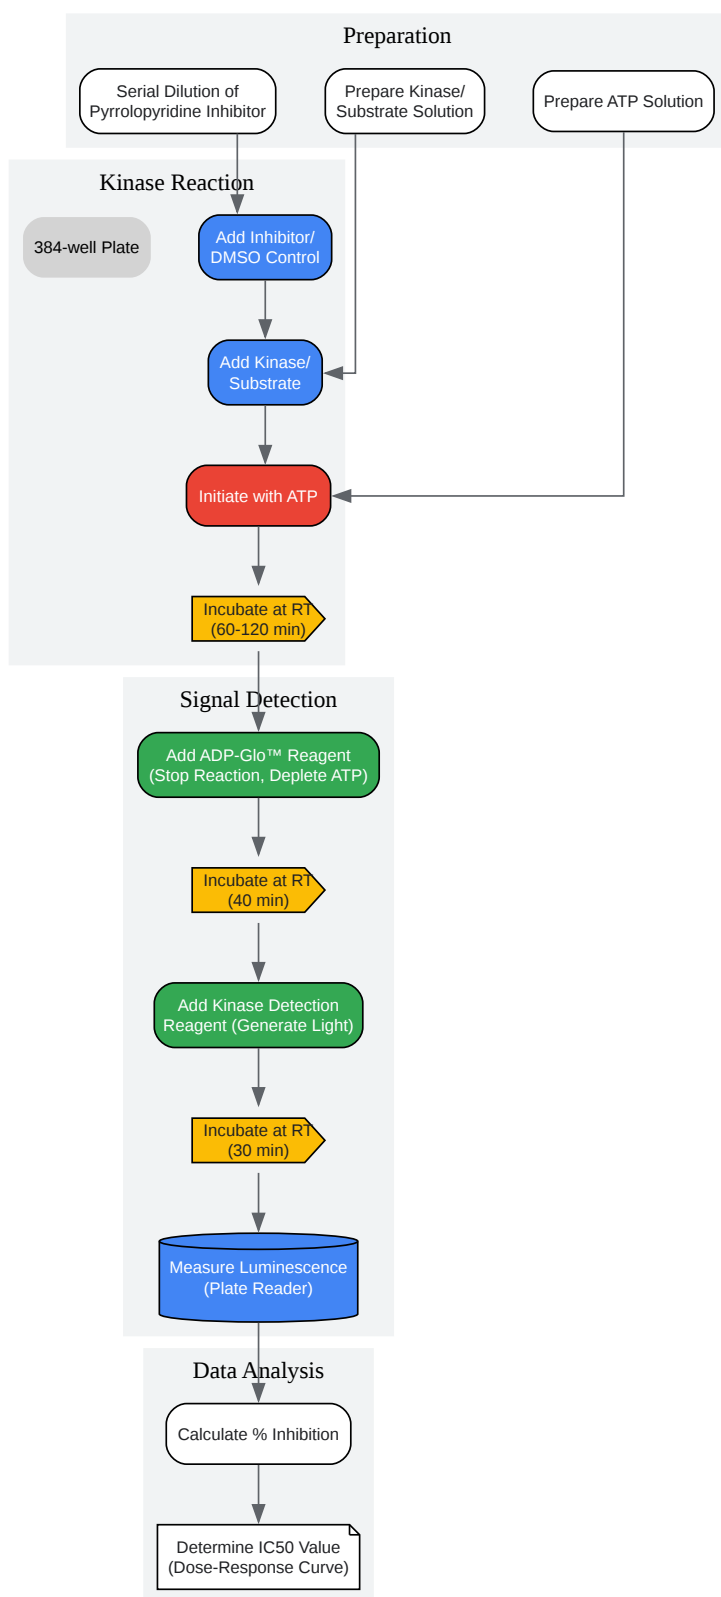 Preparation
Serial Dilution of
Pyrrolopyridine Inhibitor
Prepare Kinase/
Substrate Solution
Prepare ATP Solution
Kinase Reaction
384-well Plate
Add Inhibitor/
DMSO Control
Add Kinase/
Substrate
Initiate with ATP
Incubate at RT
(60-120 min)
Signal Detection
Add ADP-Glo™ Reagent
(Stop Reaction, Deplete ATP)
Incubate at RT
(40 min)
Add Kinase Detection
Reagent (Generate Light)
Incubate at RT
(30 min)
Measure Luminescence
(Plate Reader)
Data Analysis
Calculate % Inhibition
Determine IC50 Value
(Dose-Response Curve)